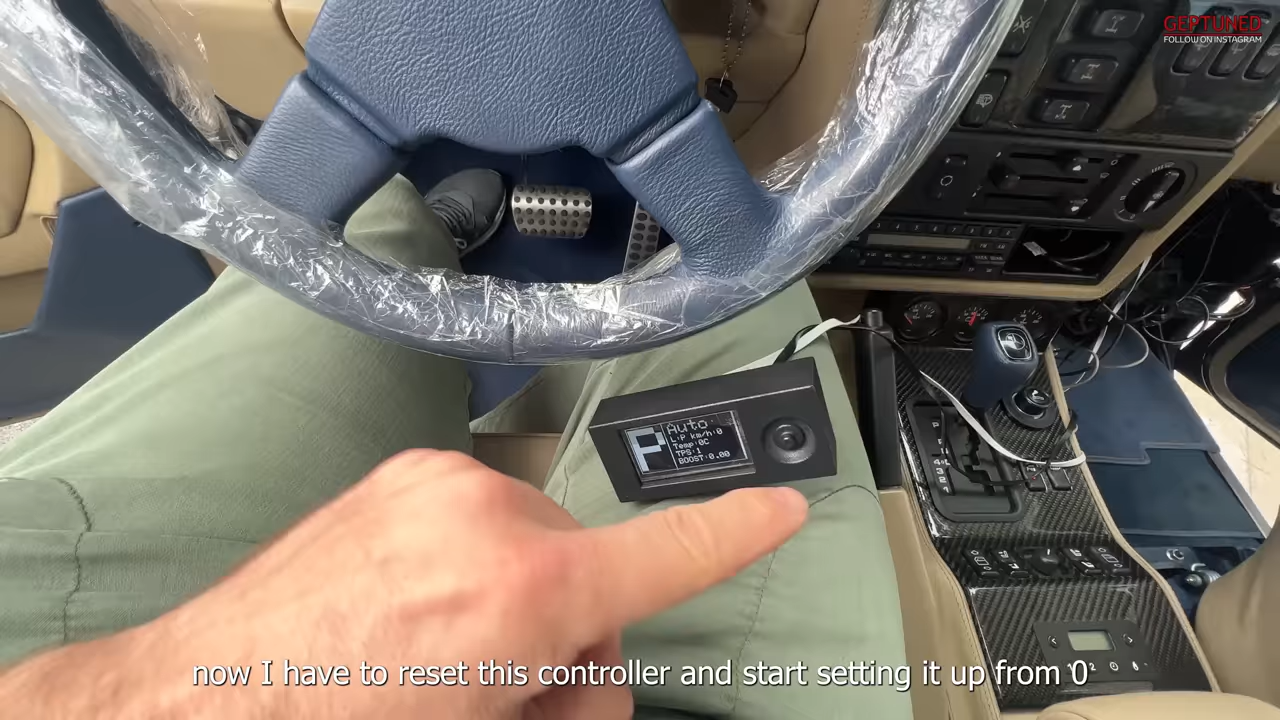 GEPTUNED
FOLLOW ON INSTAGRAM
P
Auto
L:P km/h:0
Temp:0C
TPS:1
BOOST:0.00
now I have to reset this controller and start setting it up from 0